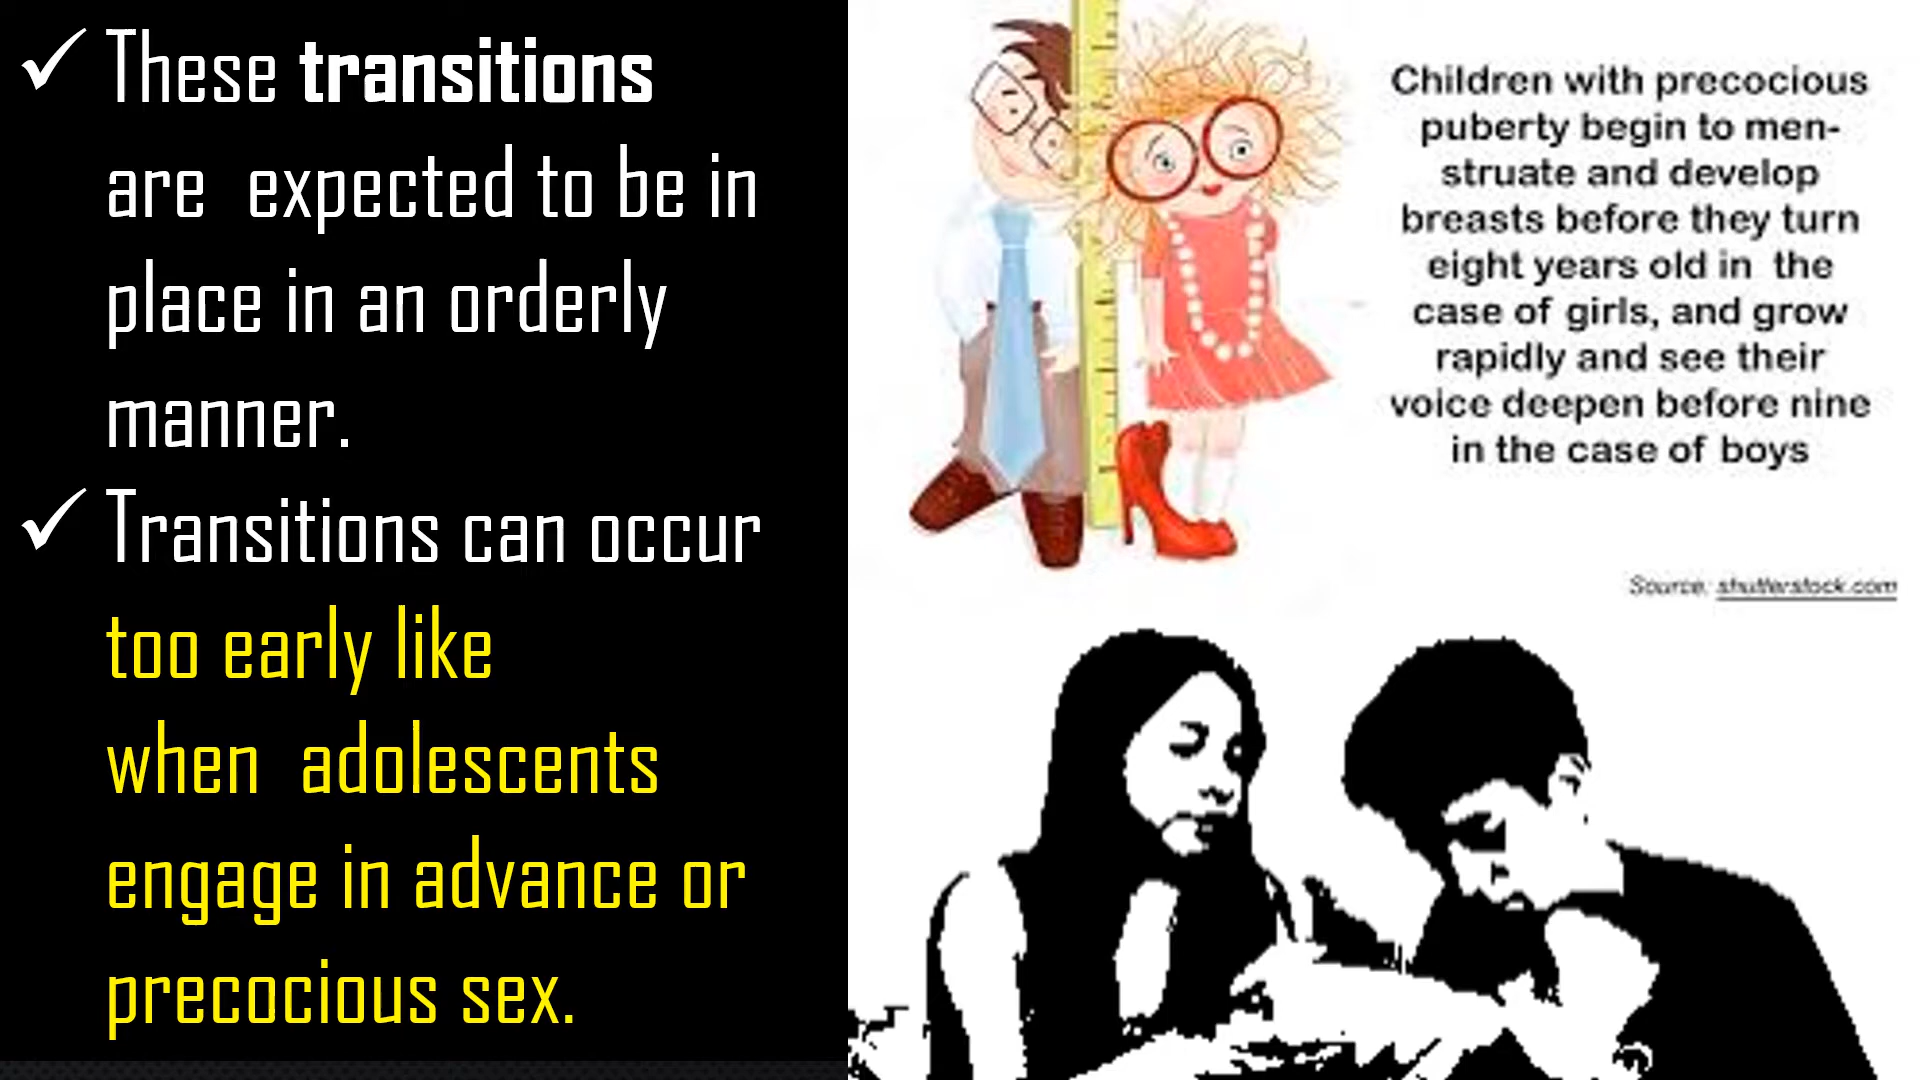 These transitions
are expected to be in
place in an orderly
manner.
Transitions can occur
too early like
when adolescents
engage in advance or
precocious sex.
Children with precocious
puberty begin to men-
struate and develop
breasts before they turn
eight years old in the
case of girls, and grow
rapidly and see their
voice deepen before nine
in the case of boys
Source: shutterstock.com